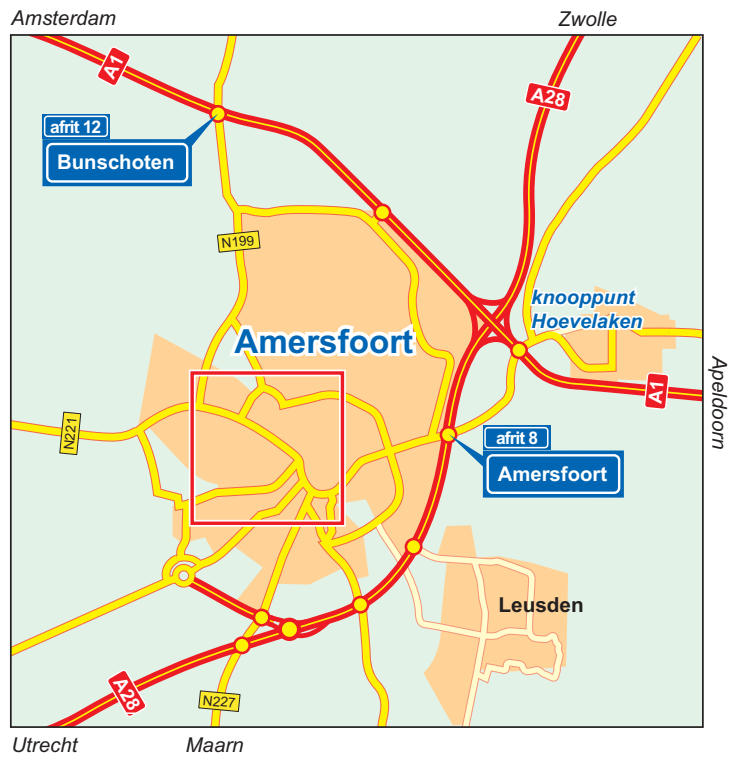 Amsterdam
Zwolle
A1
A28
afrit 12
Bunschoten
N199
knooppunt
Hoevelaken
Amersfoort
Apeldoorn
A1
N221
afrit 8
Amersfoort
Leusden
A28
N227
Utrecht
Maarn